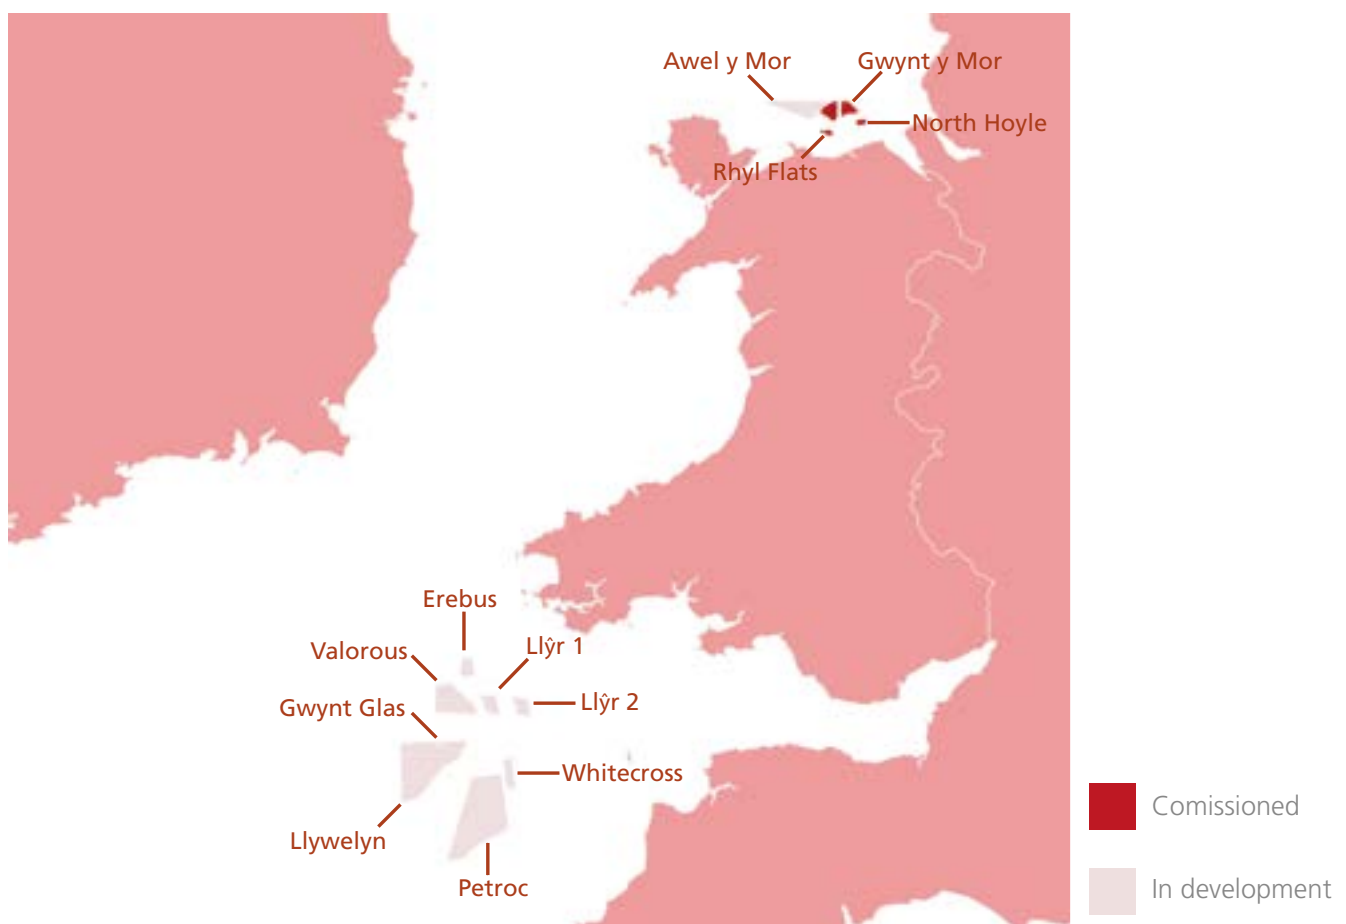 Awel y Mor
Gwynt y Mor
North Hoyle
Rhyl Flats
Erebus
Valorous
Llŷr 1
Gwynt Glas
Llŷr 2
Whitecross
Llywelyn
Petroc
Comissioned
In development